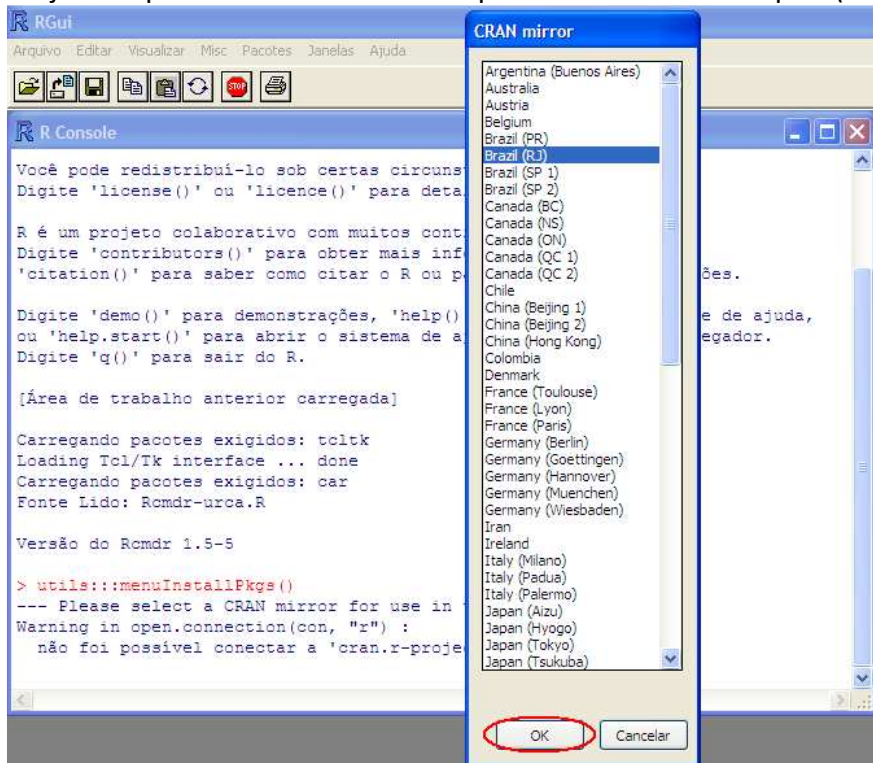 RGui
Arquivo Editar Visualizar Misc Pacotes Janelas Ajuda
STOP
R Console
Você pode redistribuí-lo sob certas circuns
Digite 'license()' ou 'licence()' para deta
R é um projeto colaborativo com muitos cont
Digite 'contributors()' para obter mais inf
'citation()' para saber como citar o R ou p
ões.
Digite 'demo()' para demonstrações, 'help()
e de ajuda,
ou 'help.start()' para abrir o sistema de a
egador.
Digite 'q()' para sair do R.
[Área de trabalho anterior carregada]
Carregando pacotes exigidos: tcltk
Loading Tcl/Tk interface ... done
Carregando pacotes exigidos: car
Fonte Lido: Rcmdr-urca.R
Versão do Rcmdr 1.5-5
> utils:::menuInstallPkgs()
--- Please select a CRAN mirror for use in
Warning in open.connection(con, "r") :
não foi possível conectar a 'cran.r-proje
CRAN mirror
Argentina (Buenos Aires)
Australia
Austria
Belgium
Brazil (PR)
Brazil (RJ)
Brazil (SP 1)
Brazil (SP 2)
Canada (BC)
Canada (NS)
Canada (ON)
Canada (QC 1)
Canada (QC 2)
Chile
China (Beijing 1)
China (Beijing 2)
China (Hong Kong)
Colombia
Denmark
France (Toulouse)
France (Lyon)
France (Paris)
Germany (Berlin)
Germany (Goettingen)
Germany (Hannover)
Germany (Muenchen)
Germany (Wiesbaden)
Iran
Ireland
Italy (Milano)
Italy (Padua)
Italy (Palermo)
Japan (Aizu)
Japan (Hyogo)
Japan (Tokyo)
Japan (Tsukuba)
OK
Cancelar